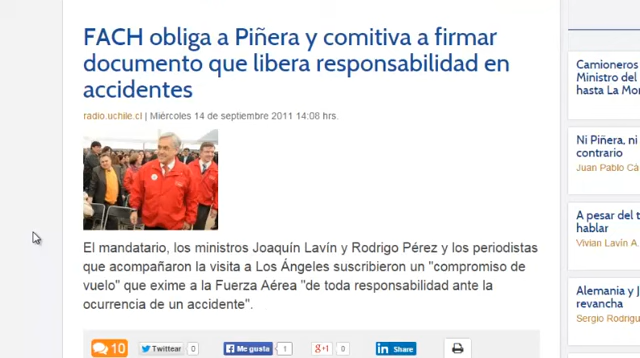 FACH obliga a Piñera y comitiva a firmar
documento que libera responsabilidad en
accidentes
radio.uchile.cl | Miércoles 14 de septiembre 2011 14:08 hrs.
El mandatario, los ministros Joaquín Lavín y Rodrigo Pérez y los periodistas
que acompañaron la visita a Los Ángeles suscribieron un "compromiso de
vuelo" que exime a la Fuerza Aérea "de toda responsabilidad ante la
ocurrencia de un accidente".
10
Twittear 0
Me gusta 1
g+1 0
in Share
Camioneros
Ministro del
hasta La Mo
Ni Piñera, ni
contrario
Juan Pablo Cá
A pesar del t
hablar
Vivian Lavín A
Alemania y
revancha
Sergio Rodrígu